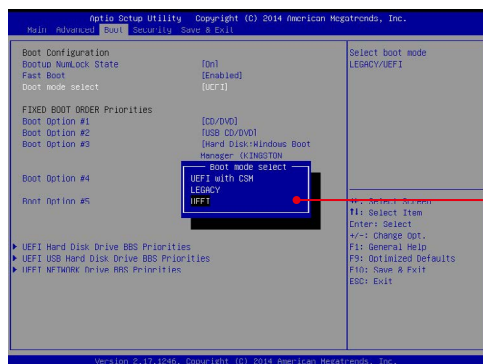 Aptio Setup Utility Copyright (C) 2014 American Megatrends, Inc.
Main Advanced Boot Security Save & Exit
Boot Configuration
Bootup NumLock State [On]
Fast Boot [Enabled]
Boot mode select [UEFI]
FIXED BOOT ORDER Priorities
Boot Option #1 [CD/DVD]
Boot Option #2 [USB CD/DVD]
Boot Option #3 [Hard Disk:Windows Boot
Manager (KINGSTON
Boot mode select
UEFI with CSM
LEGACY
UEFI
Boot Option #4
Boot Option #5
UEFI Hard Disk Drive BBS Priorities
UEFI USB Hard Disk Drive BBS Priorities
UEFI NETWORK Drive BBS Priorities
Select boot mode
LEGACY/UEFI
: Select Screen
↑↓: Select Item
Enter: Select
+/-: Change Opt.
F1: General Help
F9: Optimized Defaults
F10: Save & Exit
ESC: Exit
Version 2.17.1246. Copyright (C) 2014 American Megatrends, Inc.